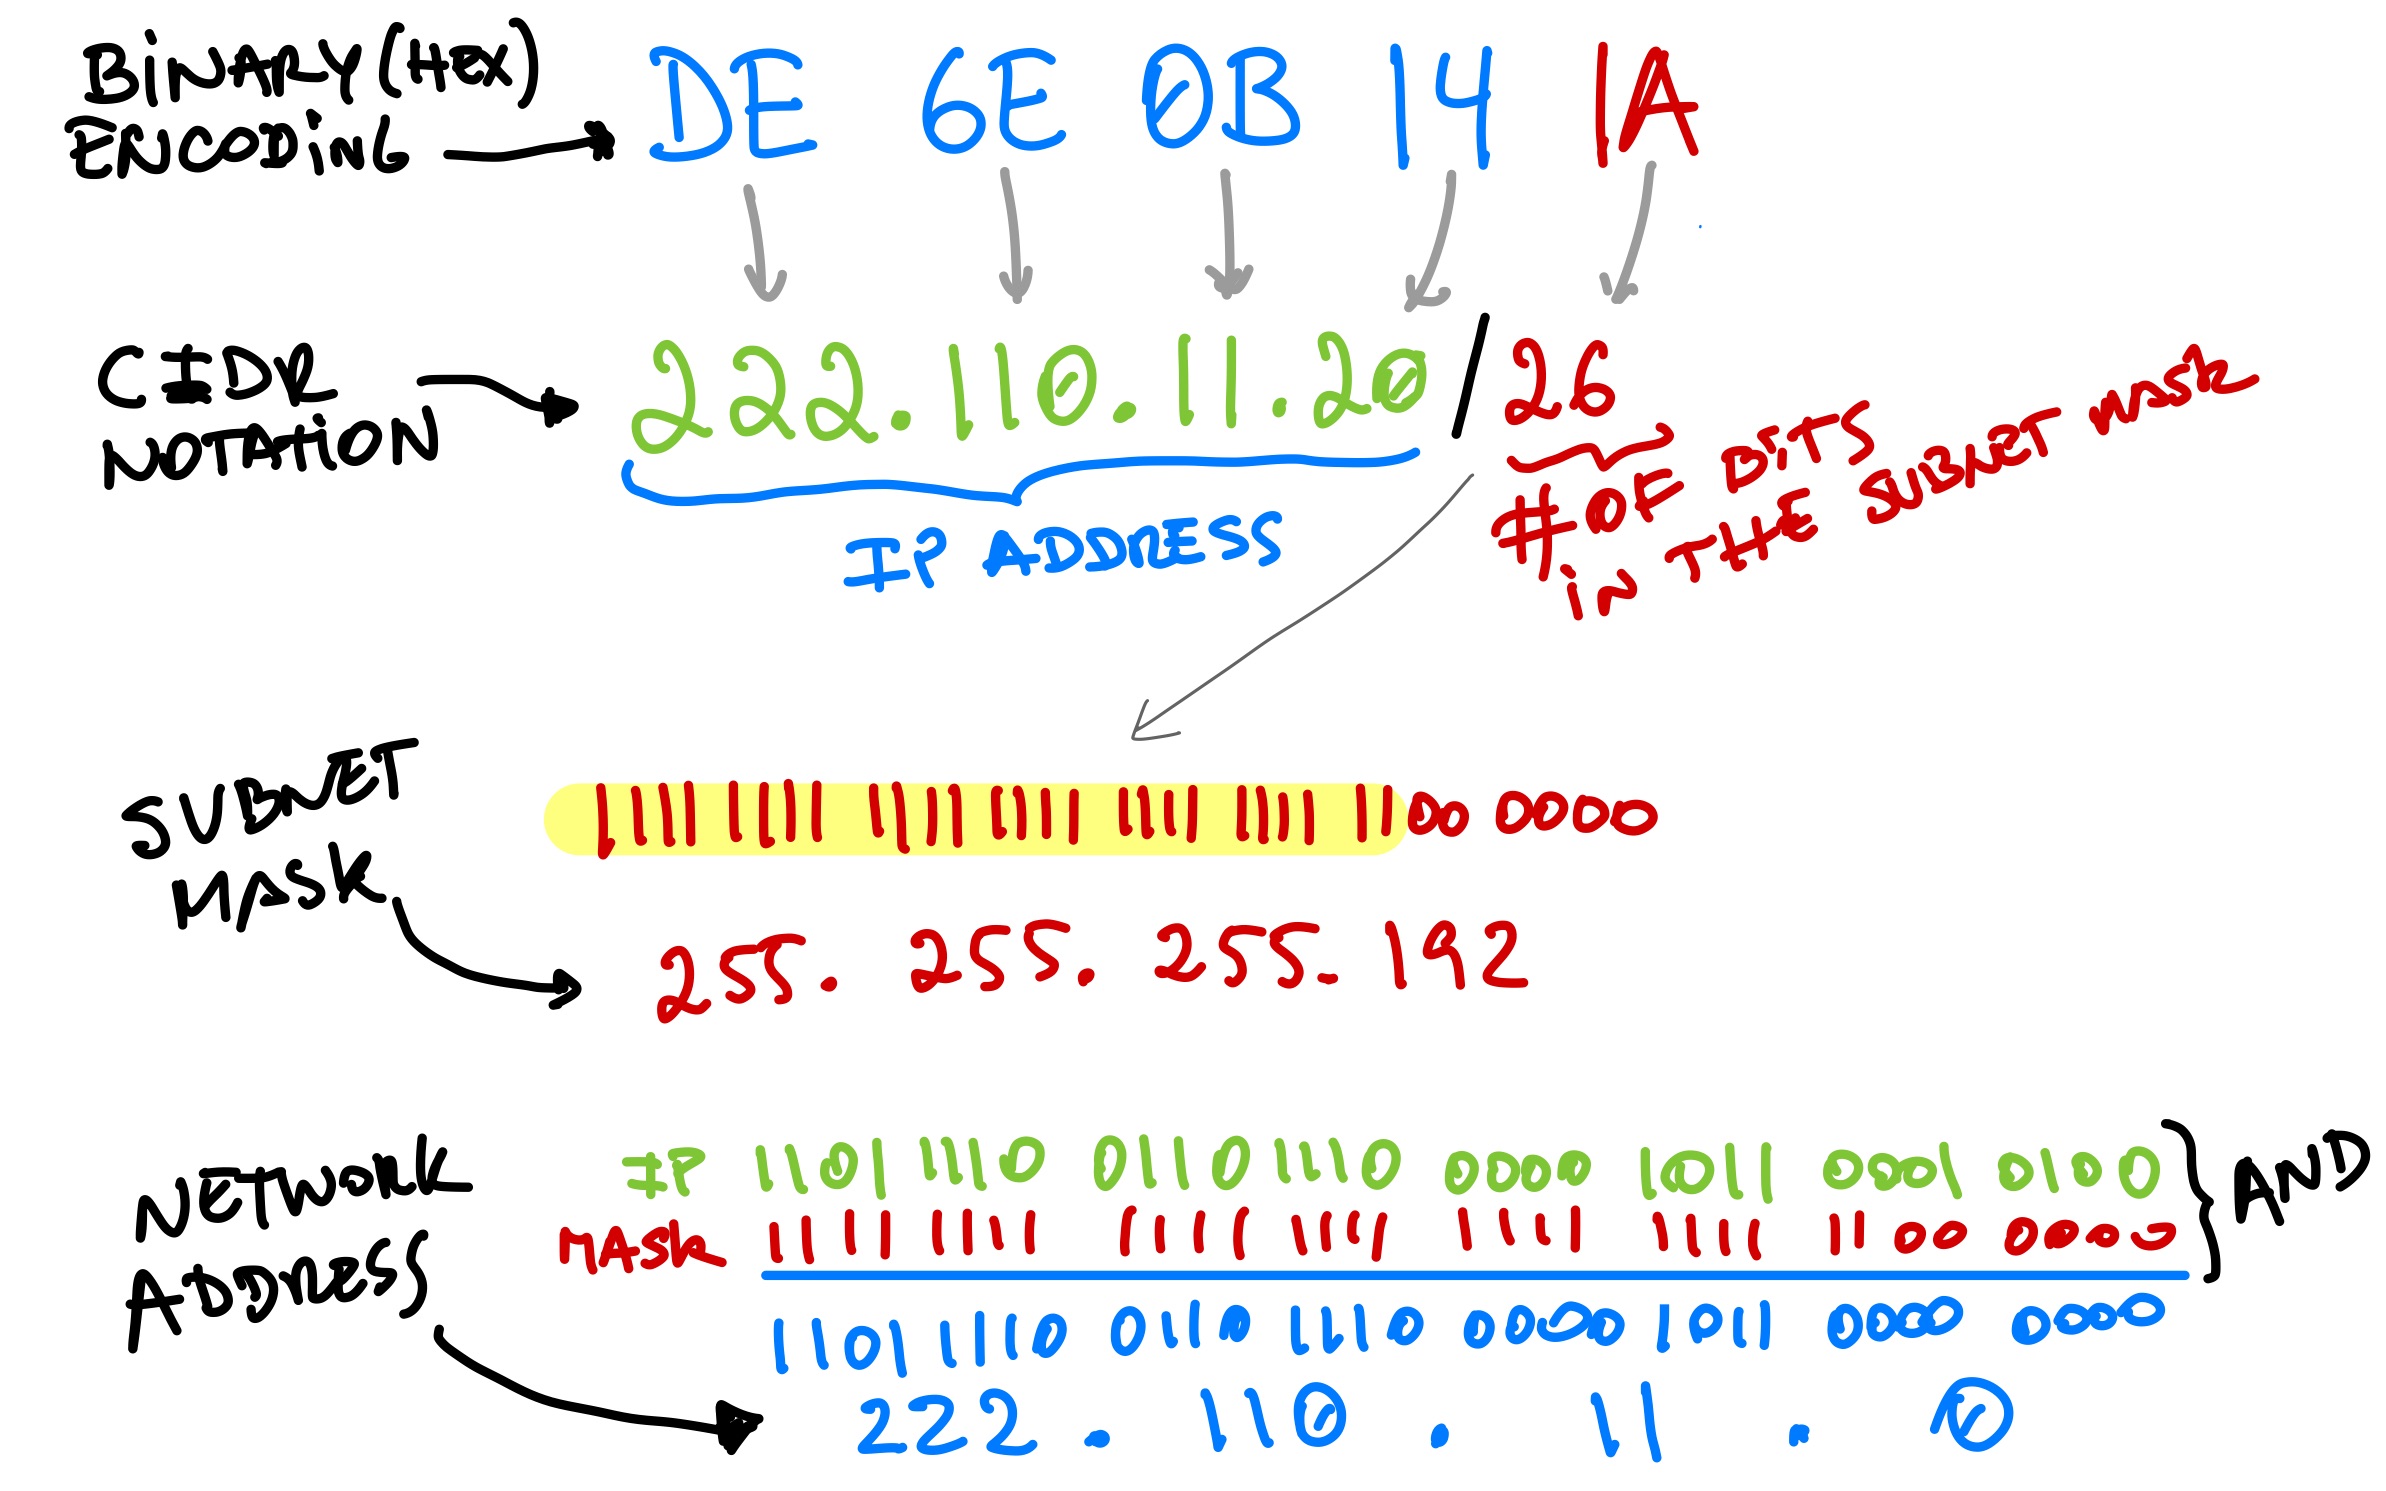 BINARY (HEX) DE 6E 0B 14 1A
ENCODING
CIDR 222.110.11.20/26
NOTATION
IP ADDRESS
# OF BITS
IN THE SUBNET MASK
SUBNET 1111 1111 1111 1111 1111 1111 1100 0000
MASK
255.255.255.192
NETWORK IP 1101 1110 0110 1110 0000 1011 0001 0100 AND
MASK 1111 1111 1111 1111 1111 1111 1100 0000
ADDRESS 1101 1110 0110 1110 0000 1011 0000 0000
222.110.11.0